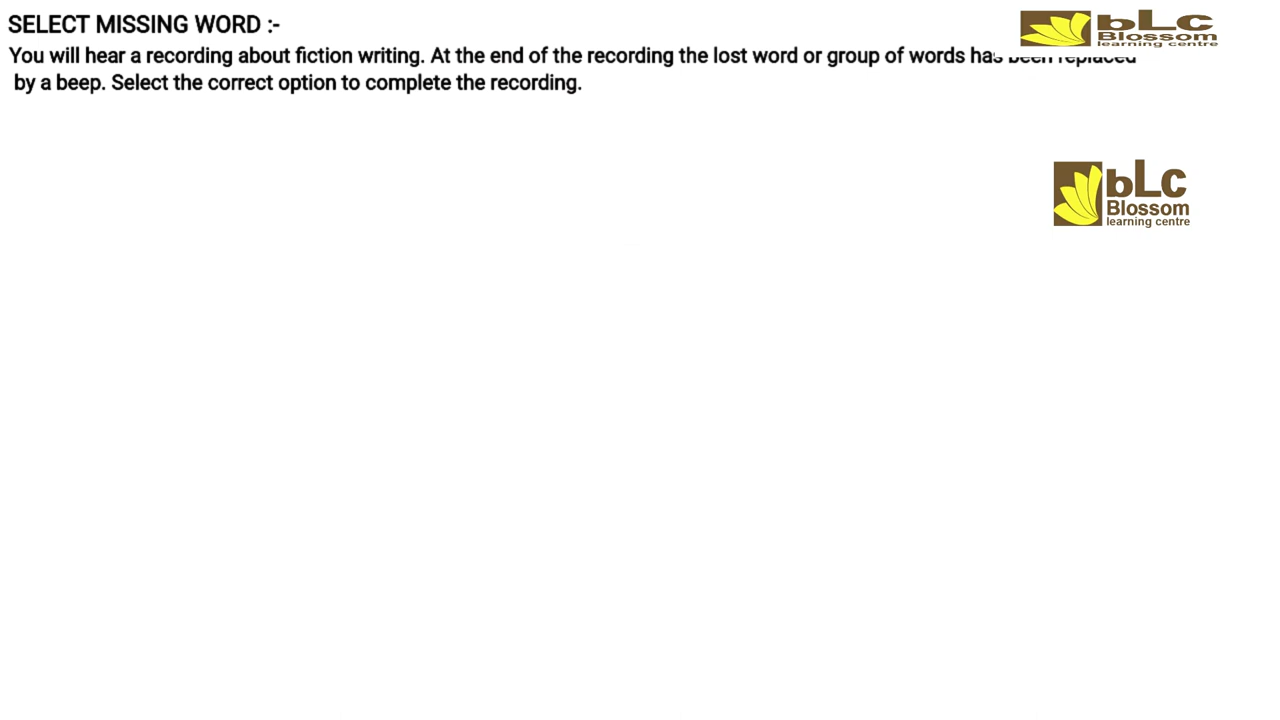 SELECT MISSING WORD :-
You will hear a recording about fiction writing. At the end of the recording the lost word or group of words has been replaced
by a beep. Select the correct option to complete the recording.
bLc
Blossom
learning centre
bLc
Blossom
learning centre